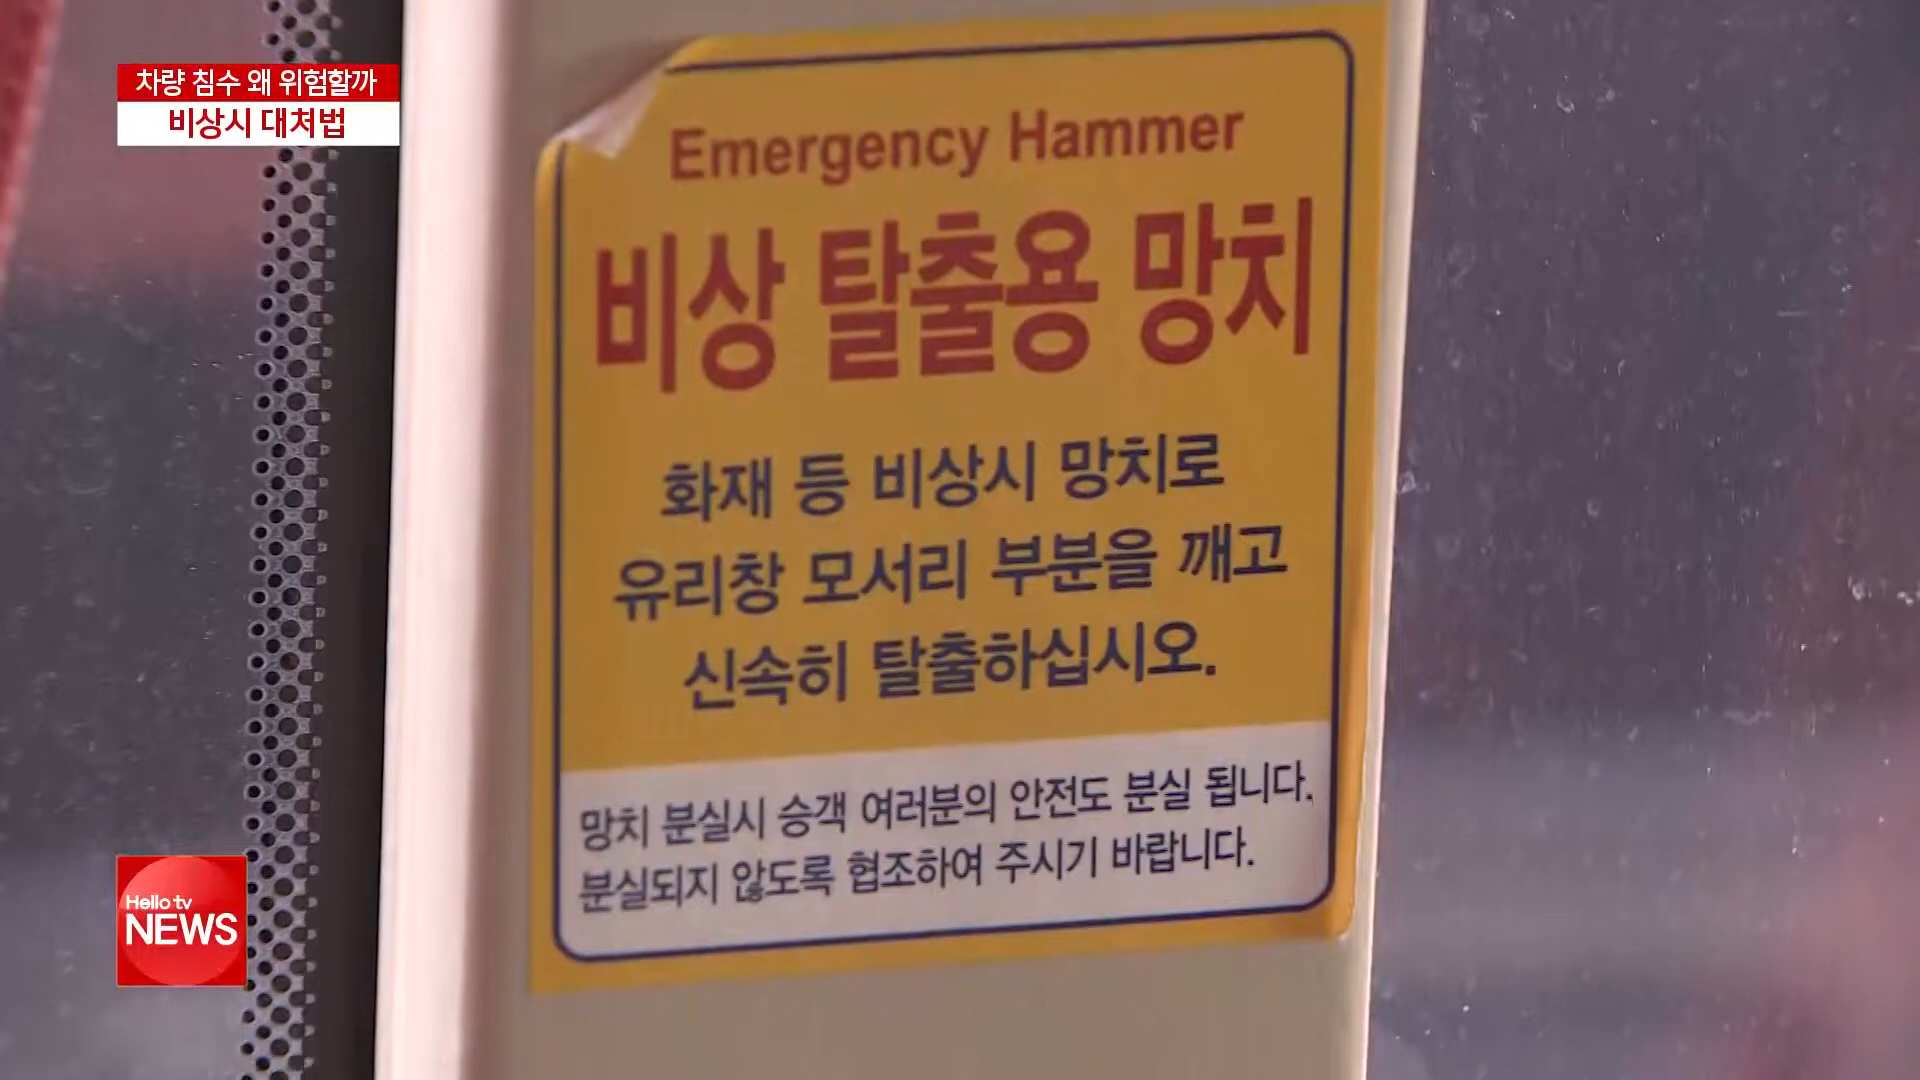 차량 침수 왜 위험할까
비상시 대처법
Emergency Hammer
비상 탈출용 망치
화재 등 비상시 망치로
유리창 모서리 부분을 깨고
신속히 탈출하십시오.
망치 분실시 승객 여러분의 안전도 분실 됩니다.
분실되지 않도록 협조하여 주시기 바랍니다.
Hello tv
NEWS